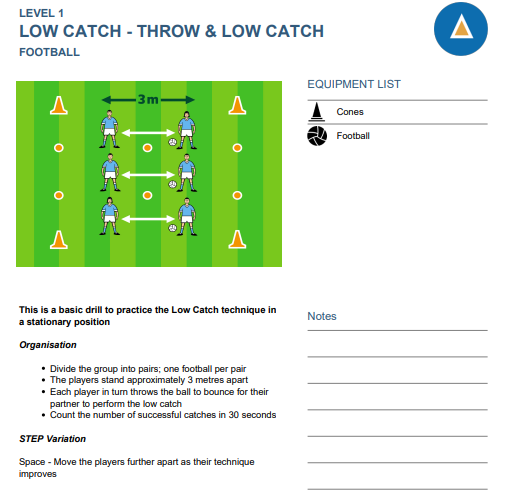 LEVEL 1
LOW CATCH - THROW & LOW CATCH
FOOTBALL
3m
EQUIPMENT LIST
Cones
Football
This is a basic drill to practice the Low Catch technique in
a stationary position
Organisation
• Divide the group into pairs; one football per pair
• The players stand approximately 3 metres apart
• Each player in turn throws the ball to bounce for their
partner to perform the low catch
• Count the number of successful catches in 30 seconds
STEP Variation
Space - Move the players further apart as their technique
improves
Notes